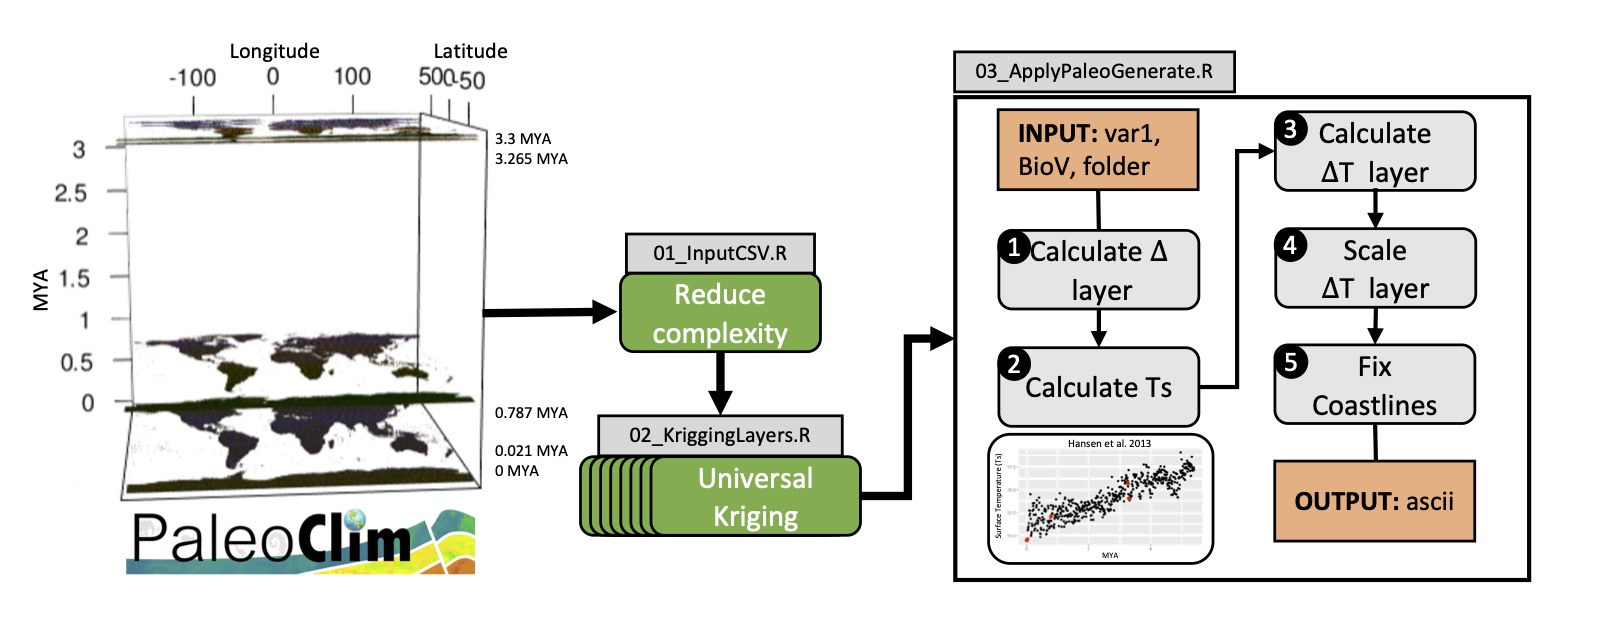 Longitude
Latitude
-100 0 100
500 -50
3.3 MYA
3.265 MYA
3
2.5
2
1.5
1
0.5
0
MYA
0.787 MYA
0.021 MYA
0 MYA
PaleoClim
01_InputCSV.R
Reduce
complexity
02_KriggingLayers.R
Universal
Kriging
03_ApplyPaleoGenerate.R
INPUT: var1,
BioV, folder
1 Calculate Δ
layer
2
Calculate Ts
Hansen et al. 2013
Surface Temperature (Ts)
MYA
3 Calculate
ΔT layer
4 Scale
ΔT layer
5 Fix
Coastlines
OUTPUT: ascii